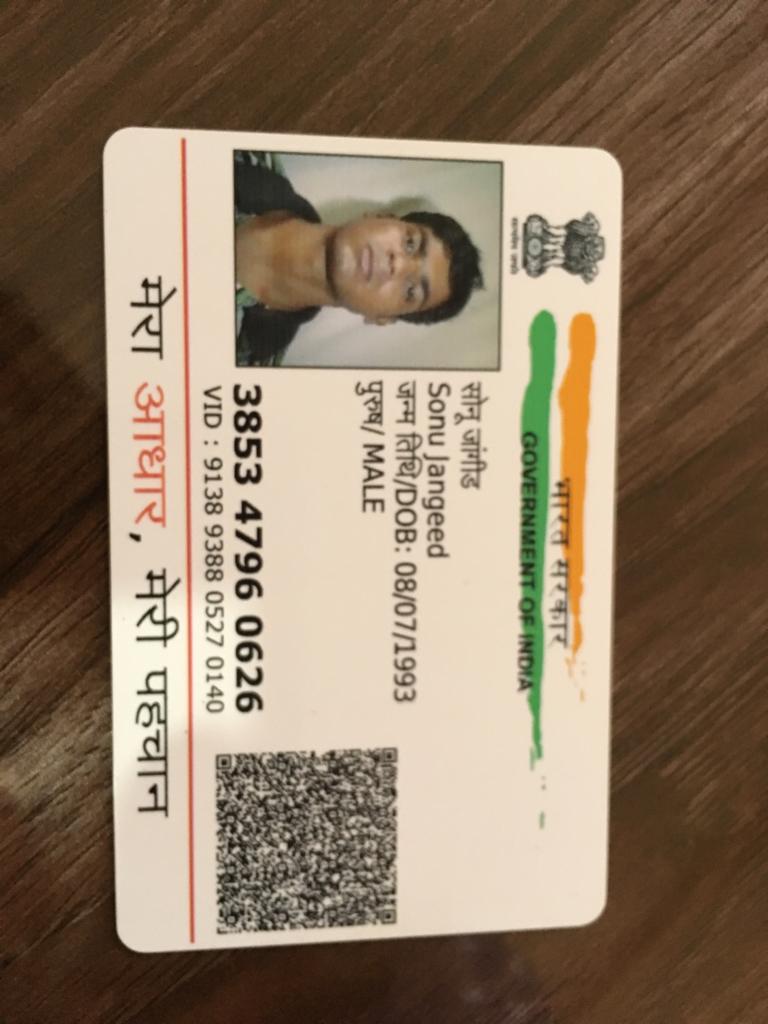 भारत सरकार
GOVERNMENT OF INDIA
सत्यमेव जयते
सोनू जांगीड
Sonu Jangeed
जन्म तिथि/DOB: 08/07/1993
पुरुष/ MALE
3853 4796 0626
VID : 9138 9388 0527 0140
मेरा आधार, मेरी पहचान